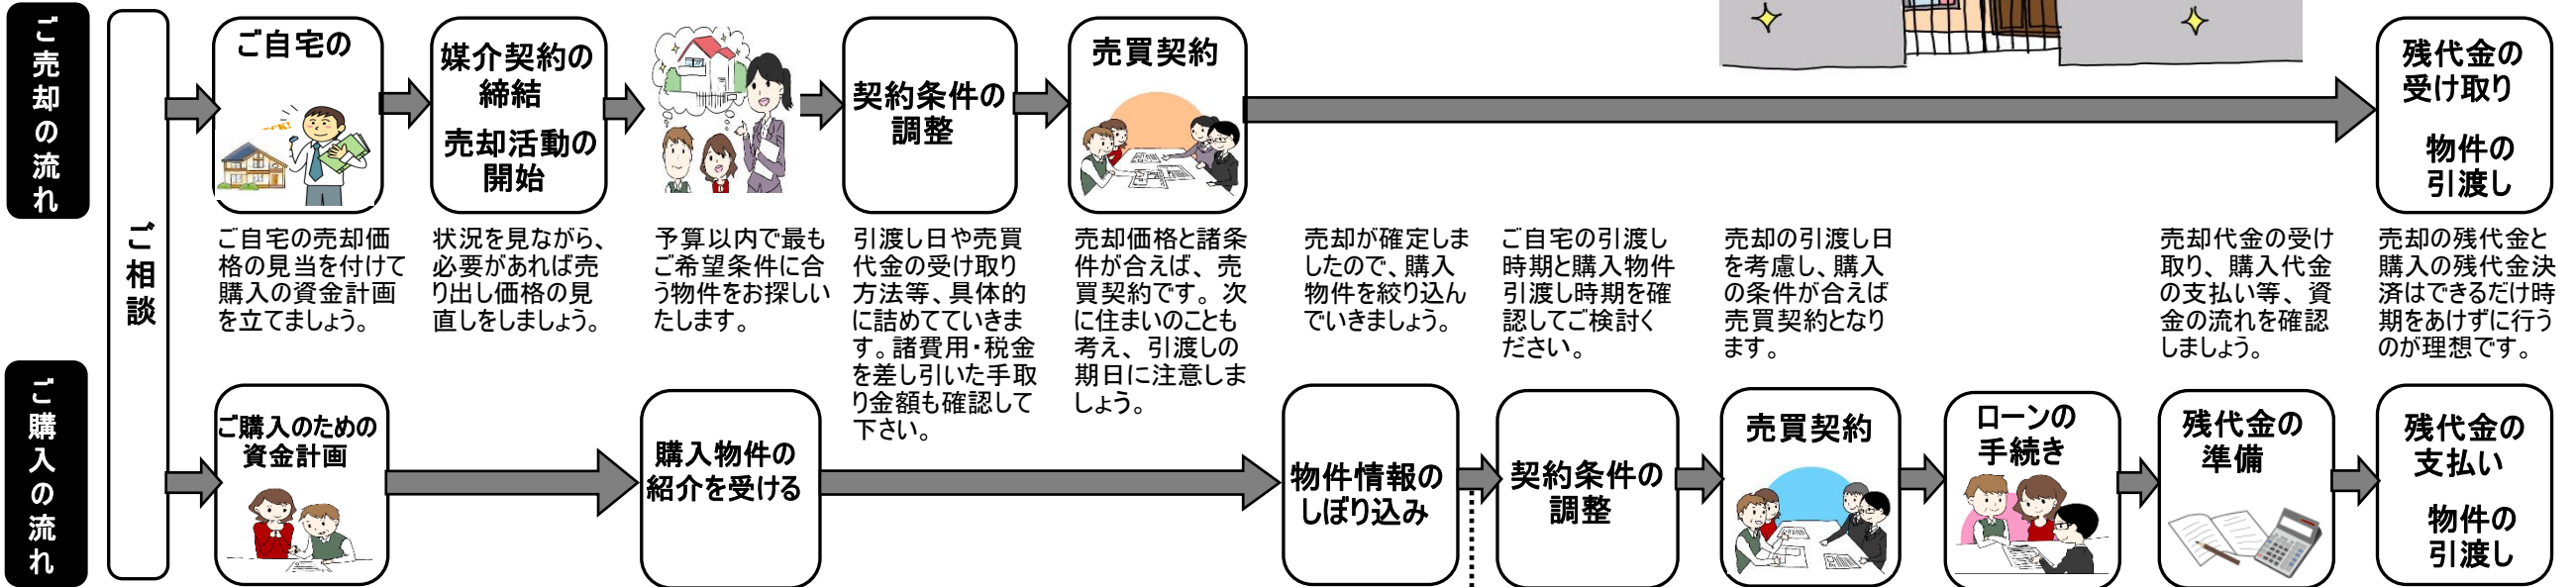 ご売却の流れ
ご相談
ご自宅の
媒介契約の
締結
売却活動の
開始
契約条件の
調整
売買契約
残代金の
受け取り
物件の
引渡し
ご自宅の売却価
格の見当を付けて
購入の資金計画
を立てましょう。
状況を見ながら、
必要があれば売
り出し価格の見
直しをしましょう。
予算以内で最も
ご希望条件に合
う物件をお探しい
たします。
引渡し日や売買
代金の受け取り
方法等、具体的
に詰めてていきま
す。諸費用・税金
を差し引いた手取
り金額も確認して
下さい。
売却価格と諸条
件が合えば、売
買契約です。次
に住まいのことも
考え、引渡しの
期日に注意しま
しょう。
売却が確定しま
したので、購入
物件を絞り込ん
でいきましょう。
ご自宅の引渡し
時期と購入物件
引渡し時期を確
認してご検討く
ださい。
売却の引渡し日
を考慮し、購入
の条件が合えば
売買契約となり
ます。
売却代金の受け
取り、購入代金
の支払い等、資
金の流れを確認
しましょう。
売却の残代金と
購入の残代金決
済はできるだけ時
期をあけずに行う
のが理想です。
ご購入の流れ
ご購入のための
資金計画
購入物件の
紹介を受ける
物件情報の
しぼり込み
契約条件の
調整
売買契約
ローンの
手続き
残代金の
準備
残代金の
支払い
物件の
引渡し